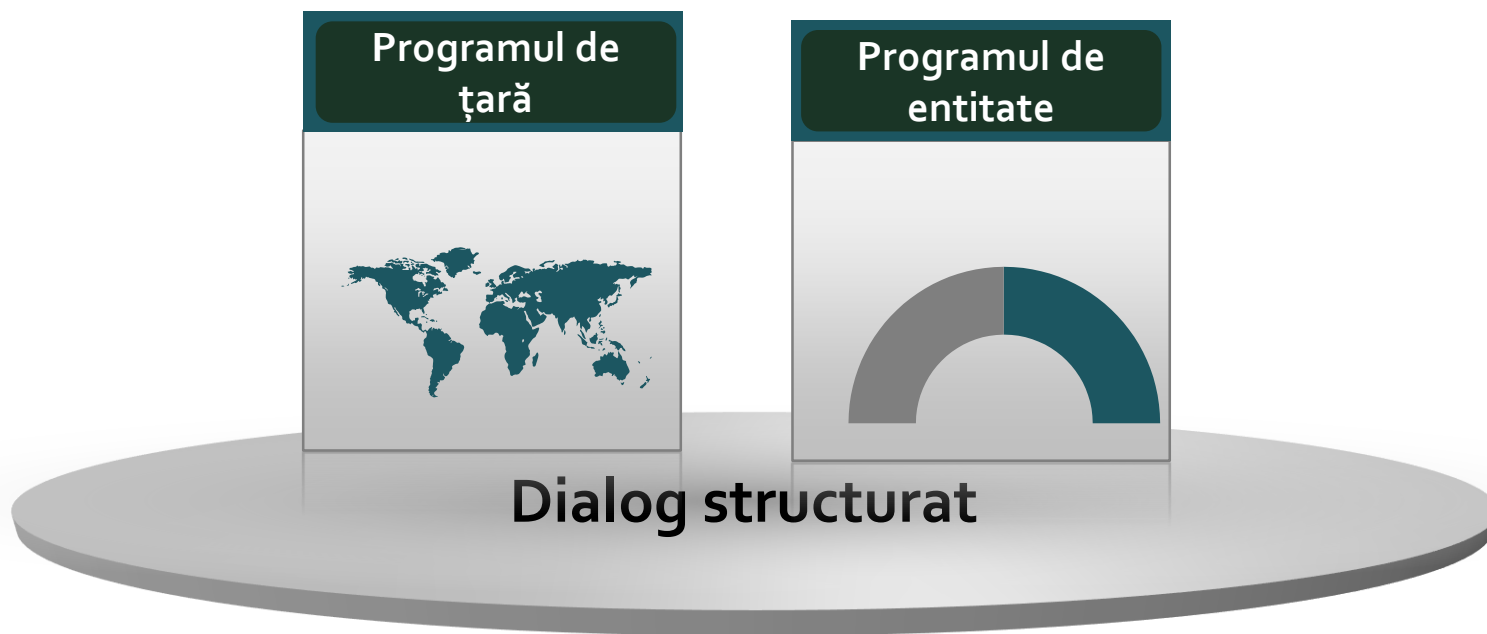 Programul de
țară
Programul de
entitate
Dialog structurat